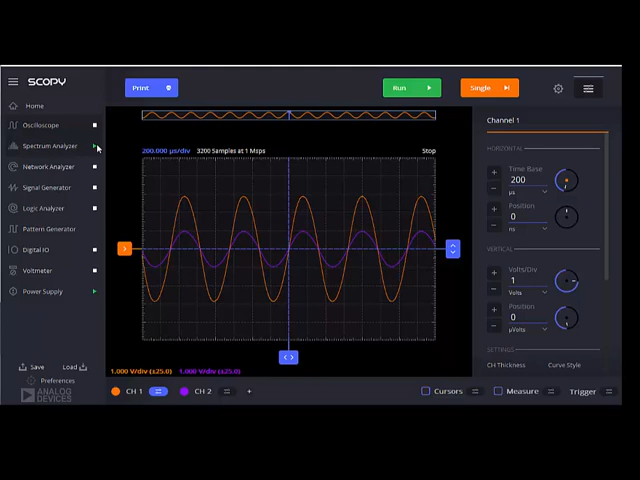 SCOPY
Print
Run
Single
Home
Oscilloscope
Spectrum Analyzer
Network Analyzer
Signal Generator
Logic Analyzer
Pattern Generator
Digital IO
Voltmeter
Power Supply
Save
Load
Preferences
ANALOG
DEVICES
200.000 µs/div
3200 Samples at 1 Msps
Stop
1.000 V/div (±25.0)
1.000 V/div (±25.0)
CH 1
CH 2
+
Cursors
Measure
Trigger
Channel 1
HORIZONTAL
Time Base
200
µs
Position
0
ns
VERTICAL
Volts/Div
1
Volts
Position
0
µVolts
SETTINGS
CH Thickness
Curve Style